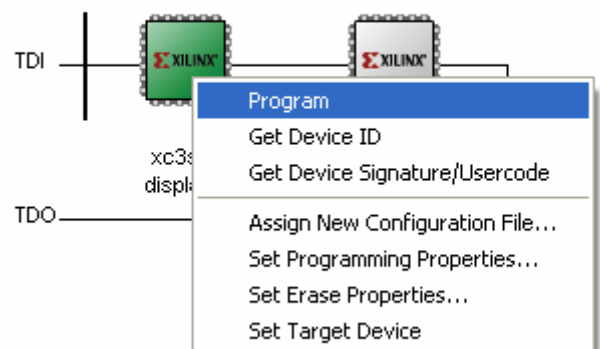 TDI
XILINX
XILINX
Program
Get Device ID
xc3s
Get Device Signature/Usercode
displ
TDO
Assign New Configuration File...
Set Programming Properties...
Set Erase Properties...
Set Target Device